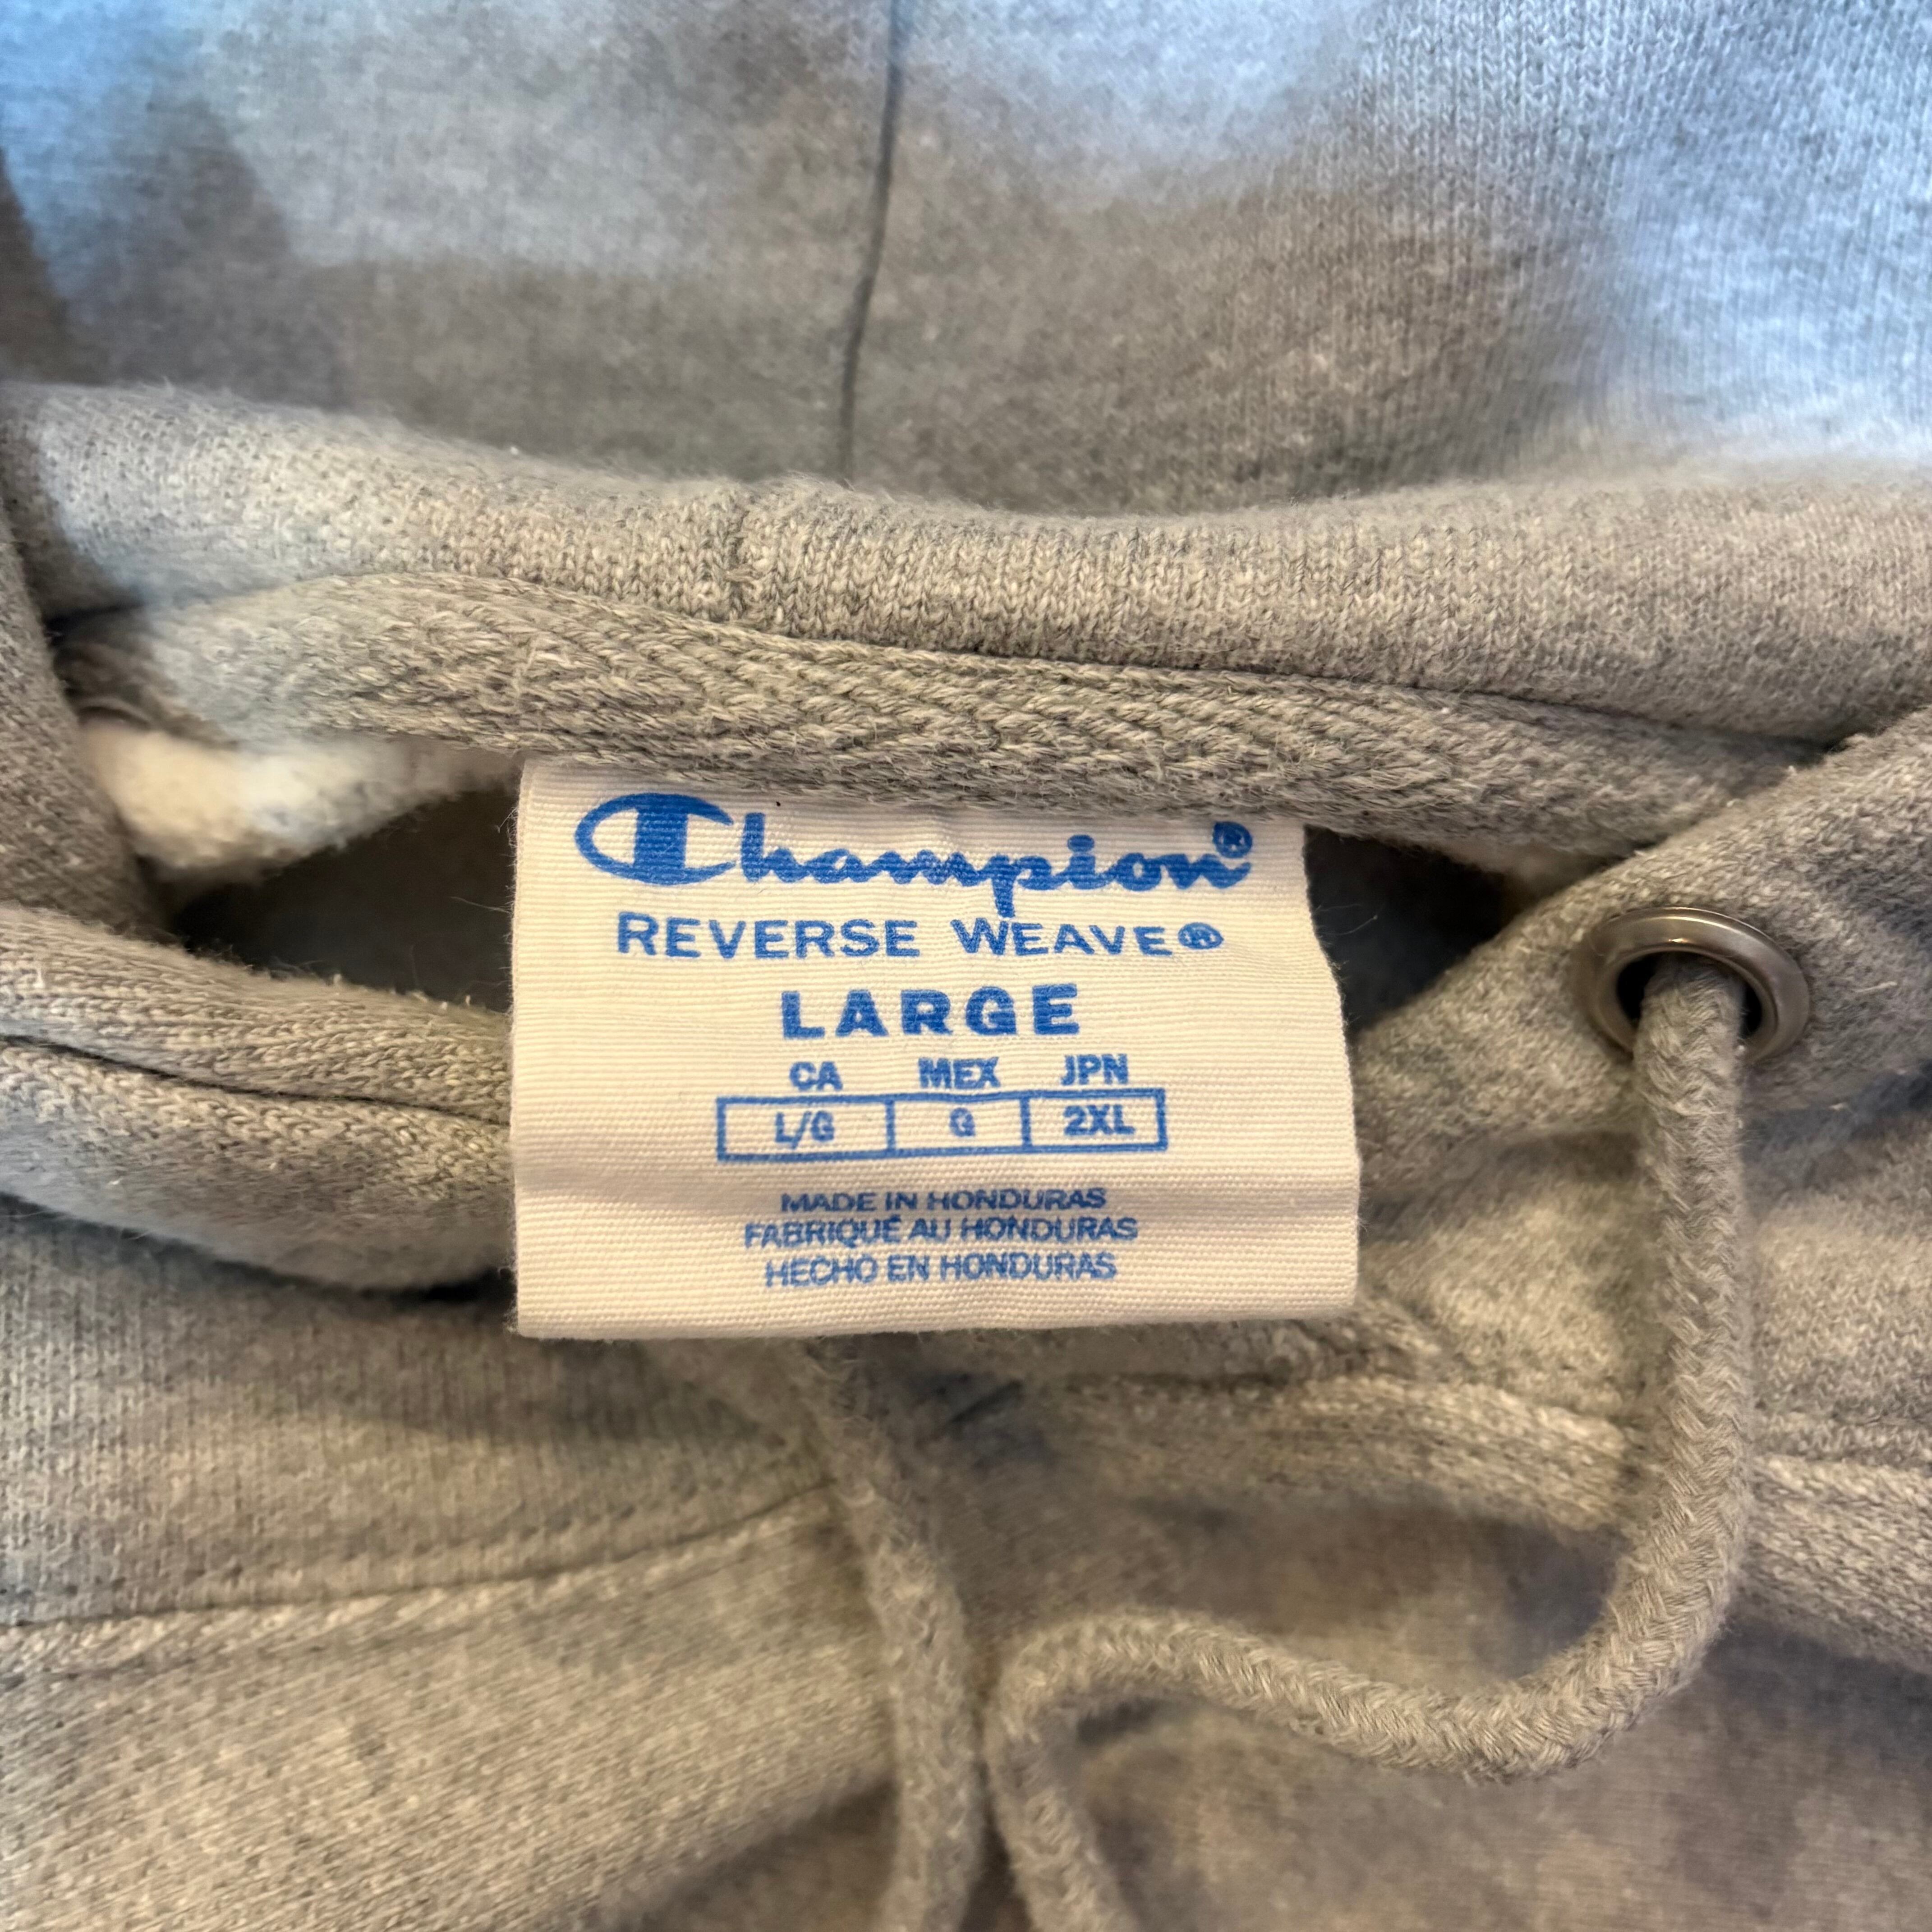 Champion®
REVERSE WEAVE®
LARGE
CA MEX JPN
L/G G 2XL
MADE IN HONDURAS
FABRIQUÉ AU HONDURAS
HECHO EN HONDURAS